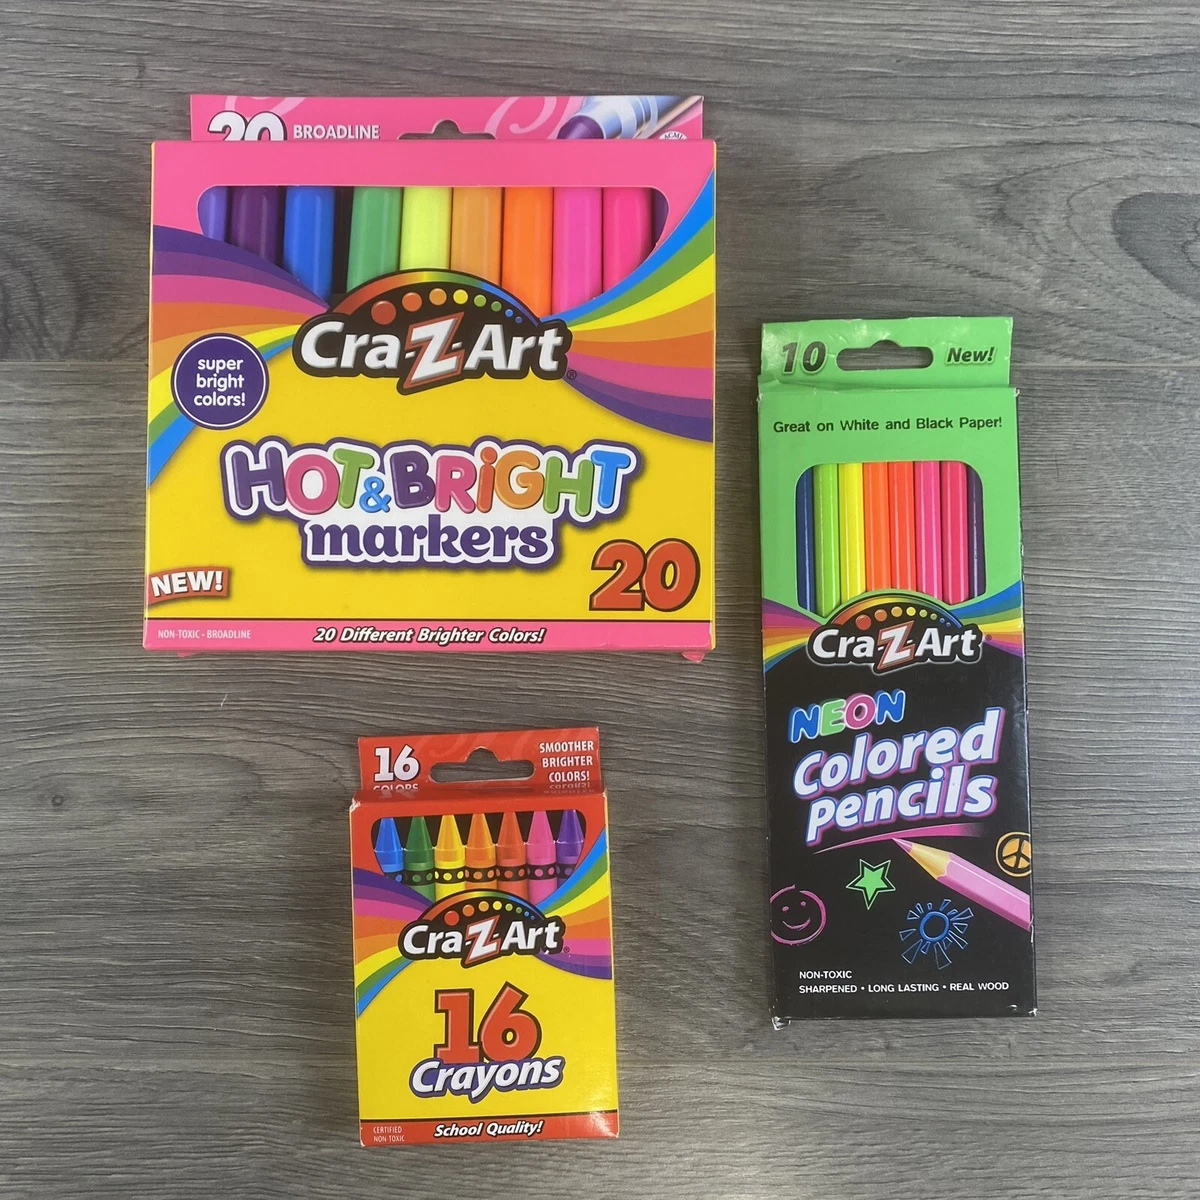 20 BROADLINE
Cra-Z-Art®
super
bright
colors!
HOT & BRiGHT
markers
NEW!
20
NON-TOXIC - BROADLINE
20 Different Brighter Colors!
10 New!
Great on White and Black Paper!
Cra-Z-Art
NEON
Colored
pencils
NON-TOXIC
SHARPENED • LONG LASTING • REAL WOOD
16
COLORS
SMOOTHER
BRIGHTER
COLORS!
Cra-Z-Art
16
Crayons
CERTIFIED
NON-TOXIC
School Quality!